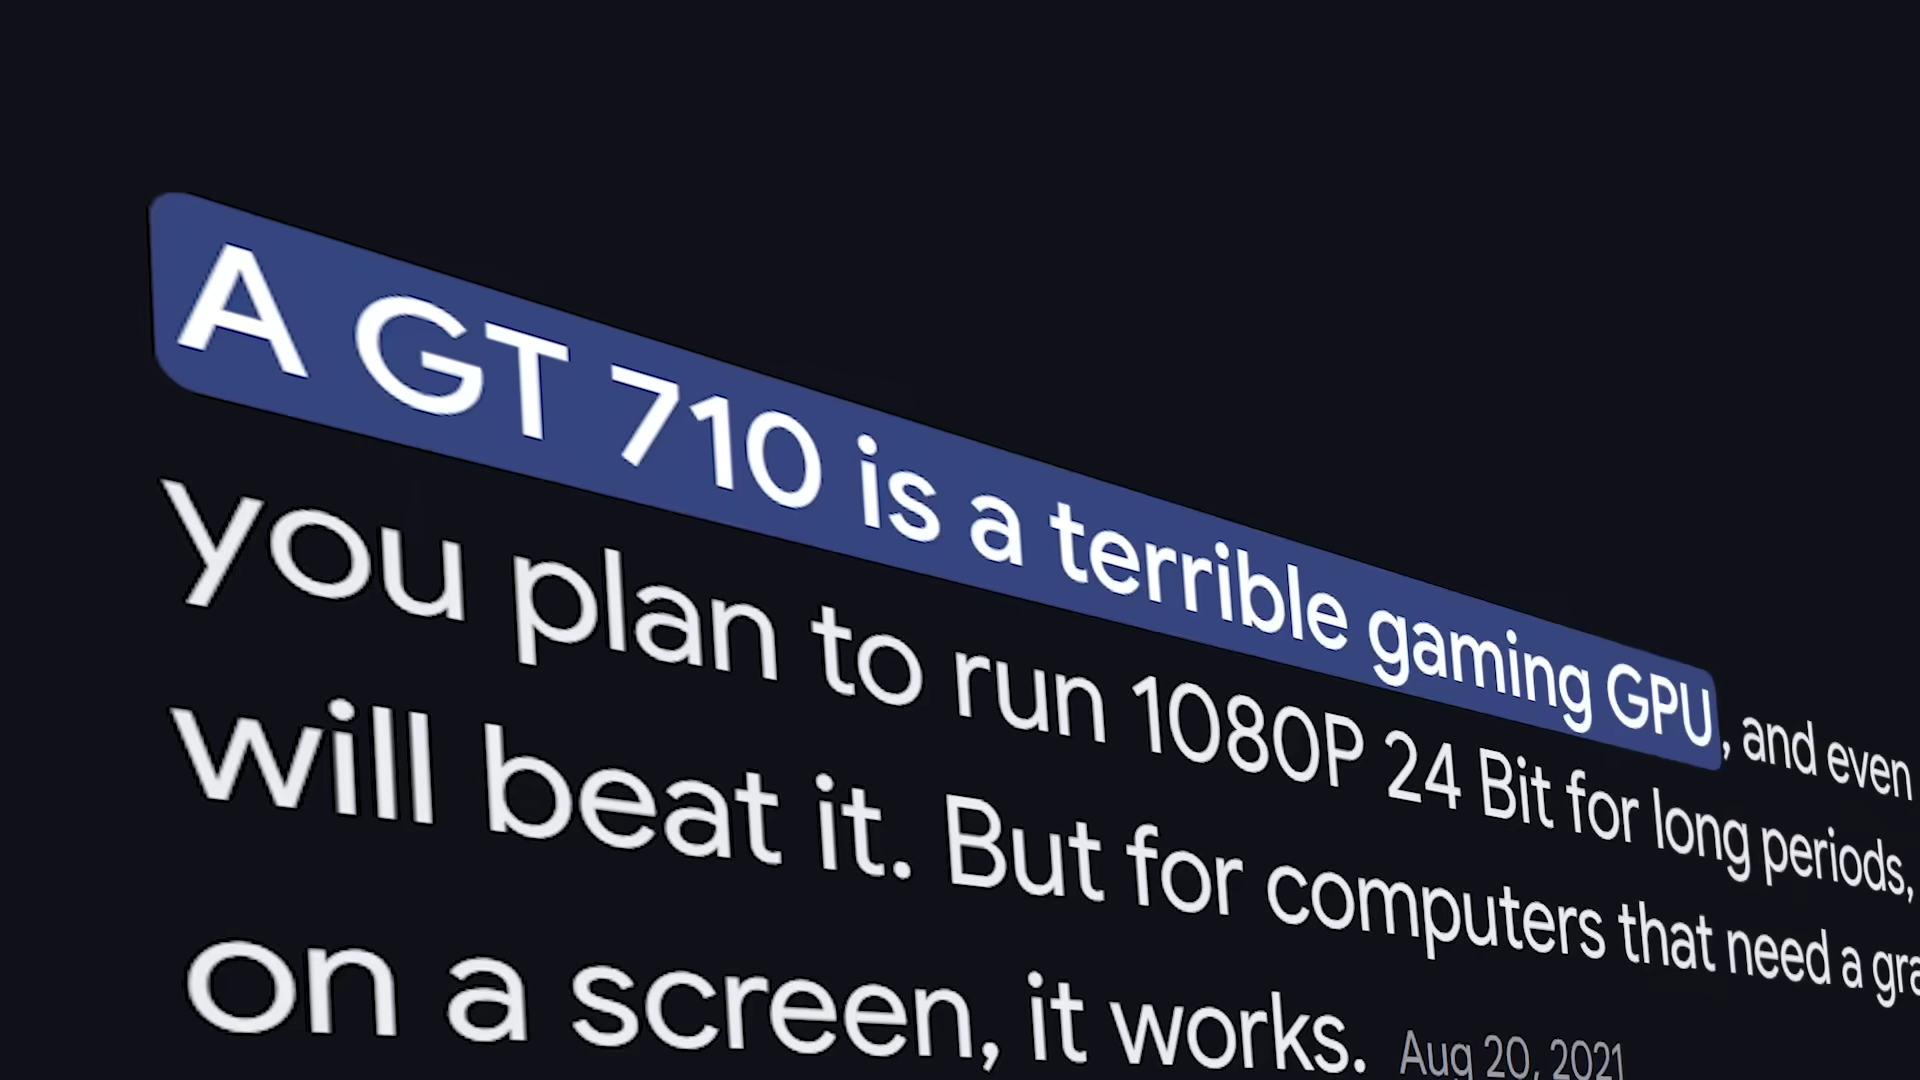 A GT 710 is a terrible gaming GPU, and even
you plan to run 1080P 24 Bit for long periods,
will beat it. But for computers that need a
on a screen, it works. Aug 20, 2021